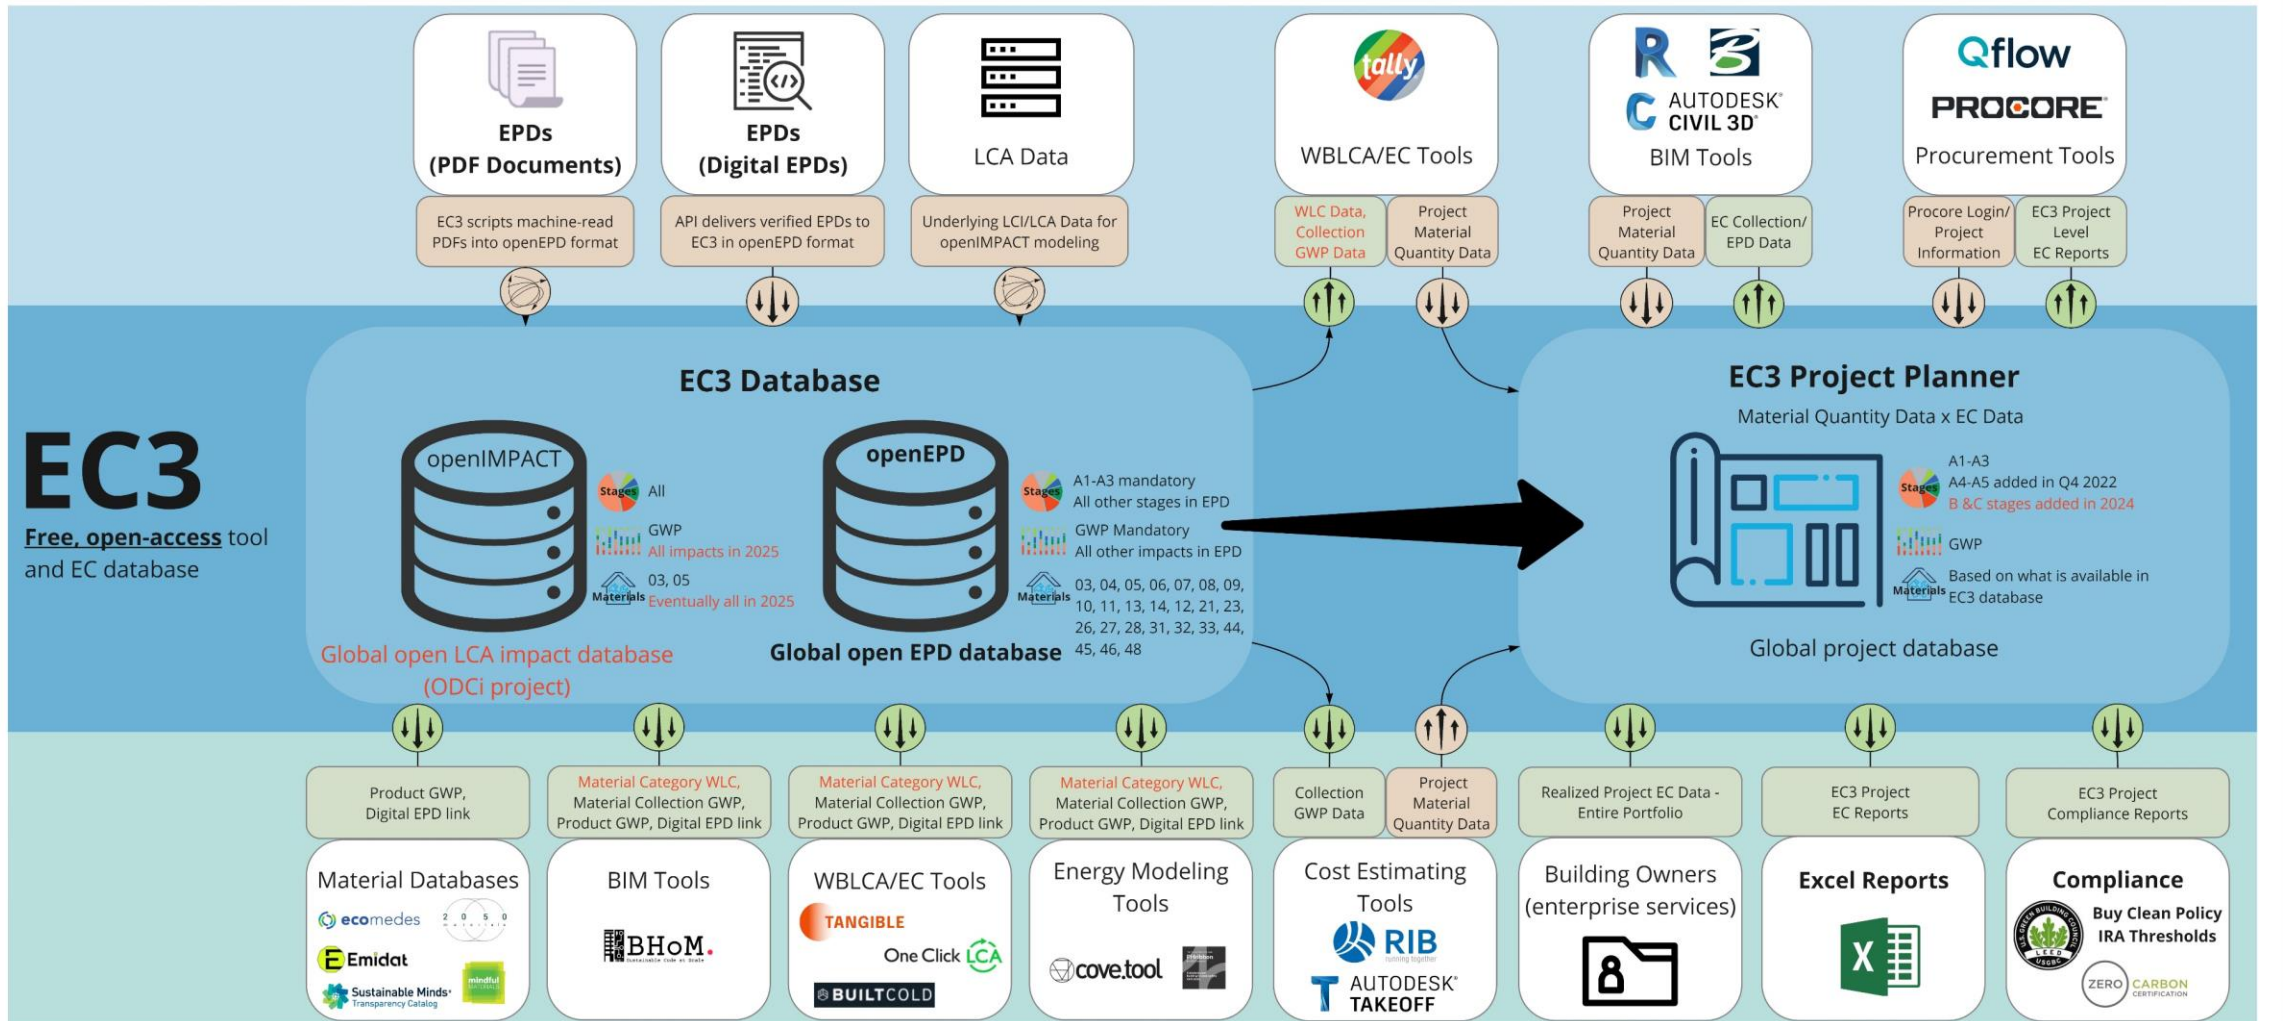 EPDs
(PDF Documents)
EC3 scripts machine-read
PDFs into openEPD format
EPDs
(Digital EPDs)
API delivers verified EPDs to
EC3 in openEPD format
LCA Data
Underlying LCI/LCA Data for
openIMPACT modeling
tally
WBLCA/EC Tools
WLC Data,
Collection
GWP Data
Project
Material
Quantity Data
AUTODESK®
CIVIL 3D®
BIM Tools
Project
Material
Quantity Data
EC Collection/
EPD Data
Qflow
PROCORE
Procurement Tools
Procore Login/
Project
Information
EC3 Project
Level
EC Reports
EC3
Free, open-access tool
and EC database
EC3 Database
openIMPACT
Stages
All
GWP
All impacts in 2025
Materials
03, 05
Eventually all in 2025
Global open LCA impact database
(ODCi project)
openEPD
Stages
A1-A3 mandatory
All other stages in EPD
GWP Mandatory
All other impacts in EPD
Materials
03, 04, 05, 06, 07, 08, 09,
10, 11, 13, 14, 12, 21, 23,
26, 27, 28, 31, 32, 33, 44,
45, 46, 48
Global open EPD database
EC3 Project Planner
Material Quantity Data x EC Data
Stages
A1-A3
A4-A5 added in Q4 2022
B &C stages added in 2024
GWP
Materials
Based on what is available in
EC3 database
Global project database
Product GWP,
Digital EPD link
Material Databases
ecomedes
2050
Emidat
mindful
MATERIALS
Sustainable Minds®
Transparency Catalog
Material Category WLC,
Material Collection GWP,
Product GWP, Digital EPD link
BIM Tools
BHoM.
Sustainable Code at Scale
Material Category WLC,
Material Collection GWP,
Product GWP, Digital EPD link
WBLCA/EC Tools
TANGIBLE
One Click LCA
BUILTCOLD
Material Category WLC,
Material Collection GWP,
Product GWP, Digital EPD link
Energy Modeling
Tools
cove.tool
Collection
GWP Data
Project
Material
Quantity Data
Cost Estimating
Tools
RIB
running together
AUTODESK®
TAKEOFF
Realized Project EC Data -
Entire Portfolio
Building Owners
(enterprise services)
EC3 Project
EC Reports
Excel Reports
X
EC3 Project
Compliance Reports
Compliance
U.S. GREEN BUILDING COUNCIL
LEED
USGBC
Buy Clean Policy
IRA Thresholds
ZERO CARBON
CERTIFICATION